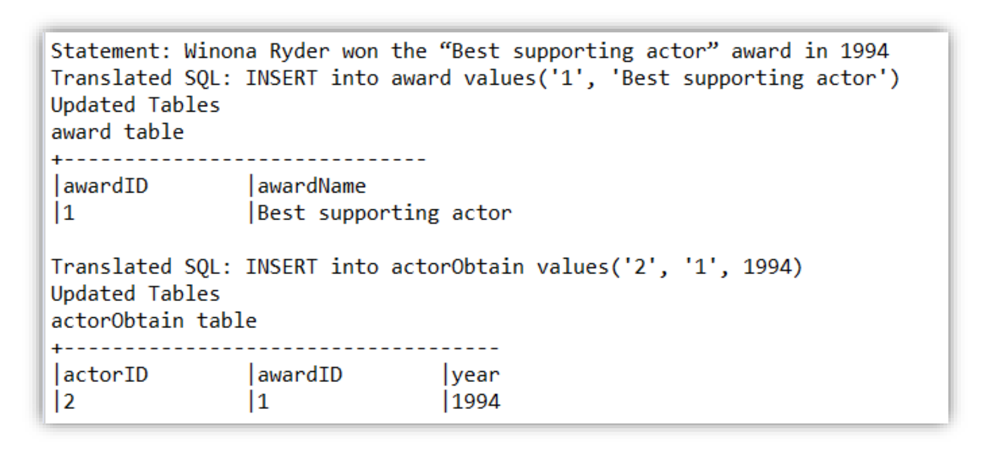 Statement: Winona Ryder won the “Best supporting actor” award in 1994
Translated SQL: INSERT into award values('1', 'Best supporting actor')
Updated Tables
award table
+------------------------------
|awardID |awardName
|1 |Best supporting actor
Translated SQL: INSERT into actorObtain values('2', '1', 1994)
Updated Tables
actorObtain table
+------------------------------------
|actorID |awardID |year
|2 |1 |1994